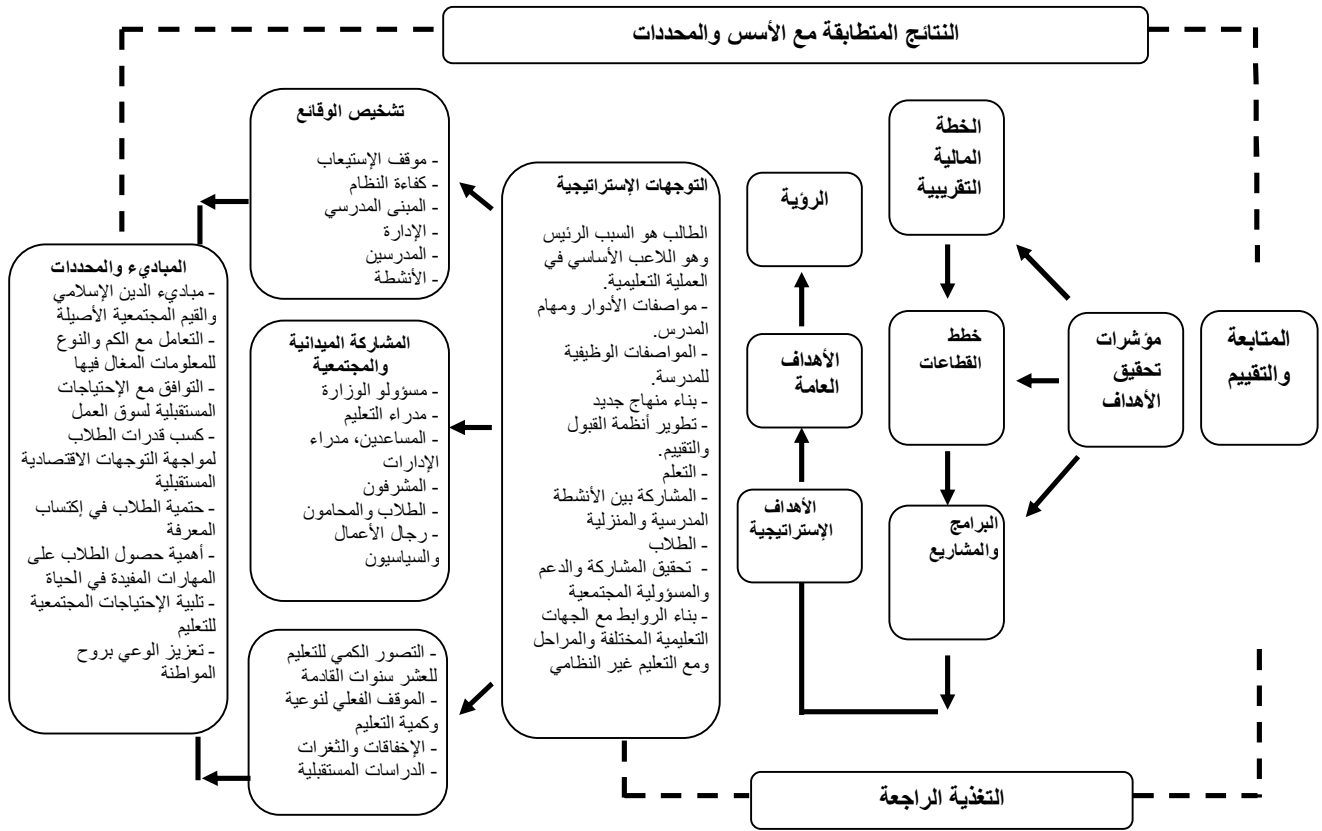 النتائج المتطابقة مع الأسس والمحددات
المتابعة
والتقييم
مؤشرات
تحقيق
الأهداف
الخطة
المالية
التقريبية
خطط
القطاعات
البرامج
والمشاريع
الرؤية
الأهداف
العامة
الأهداف
الإستراتيجية
التوجهات الإستراتيجية
الطالب هو السبب الرئيس
وهو اللاعب الأساسي في
العملية التعليمية.
- مواصفات الأدوار ومهام
المدرس.
- المواصفات الوظيفية
للمدرسة.
- بناء منهاج جديد
- تطوير أنظمة القبول
والتقييم.
- التعلم
- المشاركة بين الأنشطة
المدرسية والمنزلية
- الطلاب
- تحقيق المشاركة والدعم
والمسؤولية المجتمعية
- بناء الروابط مع الجهات
التعليمية المختلفة والمراحل
ومع التعليم غير النظامي
تشخيص الوقائع
- موقف الإستيعاب
- كفاءة النظام
- المبنى المدرسي
- الإدارة
- المدرسين
- الأنشطة
المشاركة الميدانية
والمجتمعية
- مسؤولو الوزارة
- مدراء التعليم
- المساعدين، مدراء
الإدارات
- المشرفون
- الطلاب والمحامون
- رجال الأعمال
والسياسيون
- التصور الكمي للتعليم
للعشر سنوات القادمة
- الموقف الفعلي لنوعية
وكمية التعليم
- الإخفاقات والثغرات
- الدراسات المستقبلية
المباديء والمحددات
- مباديء الدين الإسلامي
والقيم المجتمعية الأصيلة
- التعامل مع الكم والنوع
للمعلومات المغال فيها
- التوافق مع الإحتياجات
المستقبلية لسوق العمل
- كسب قدرات الطلاب
لمواجهة التوجهات الاقتصادية
المستقبلية
- حتمية الطلاب في إكتساب
المعرفة
- أهمية حصول الطلاب على
المهارات المفيدة في الحياة
- تلبية الإحتياجات المجتمعية
للتعليم
- تعزيز الوعي بروح
المواطنة
التغذية الراجعة